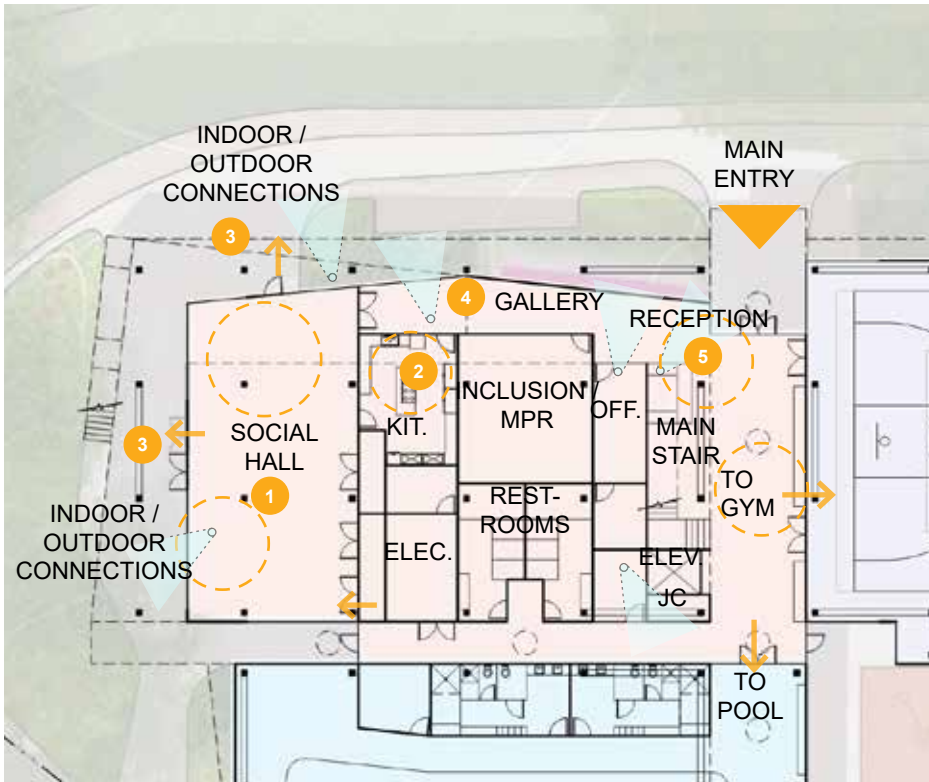 INDOOR /
OUTDOOR
CONNECTIONS
MAIN
ENTRY
3
4
GALLERY
RECEPTION
5
2
INCLUSION /
MPR
OFF.
KIT.
MAIN
STAIR
3
SOCIAL
HALL
1
TO
GYM
REST-
ROOMS
INDOOR /
OUTDOOR
CONNECTIONS
ELEC.
ELEV.
JC
TO
POOL